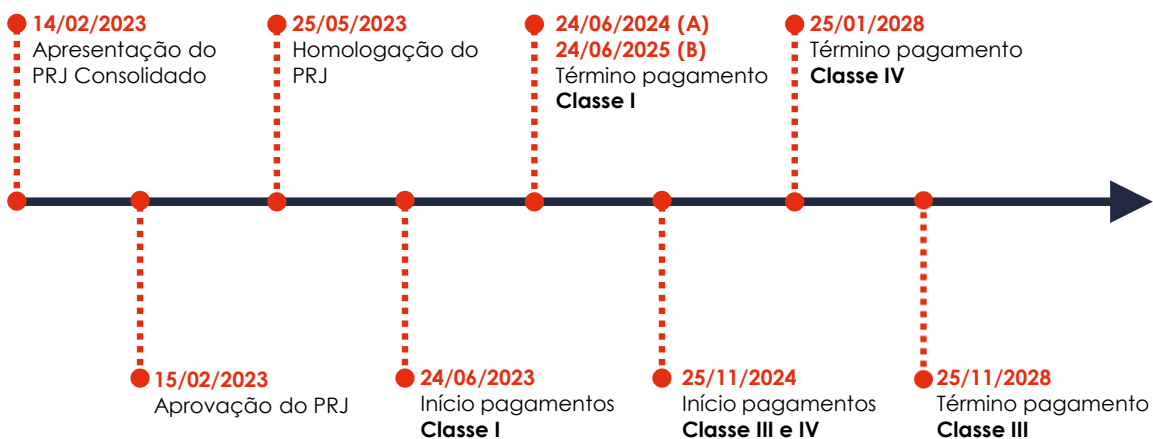 14/02/2023
Apresentação do
PRJ Consolidado
25/05/2023
Homologação do
PRJ
24/06/2024 (A)
24/06/2025 (B)
Término pagamento
Classe I
25/01/2028
Término pagamento
Classe IV
15/02/2023
Aprovação do PRJ
24/06/2023
Início pagamentos
Classe I
25/11/2024
Início pagamentos
Classe III e IV
25/11/2028
Término pagamento
Classe III